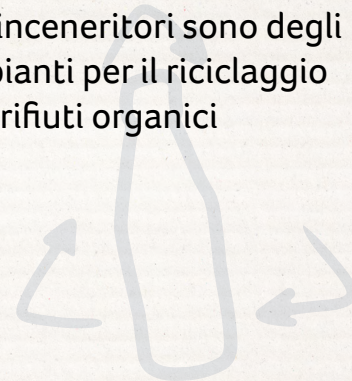 inceneritori sono degli
pianti per il riciclaggio
rifiuti organici